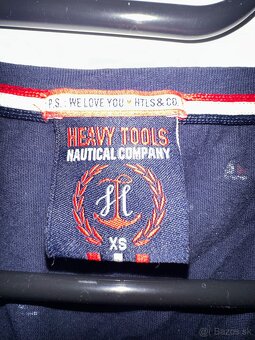 P.S.: WE LOVE YOU ♥ HTLS & CO.
HEAVY TOOLS
NAUTICAL COMPANY
H
XS
Bazos.sk